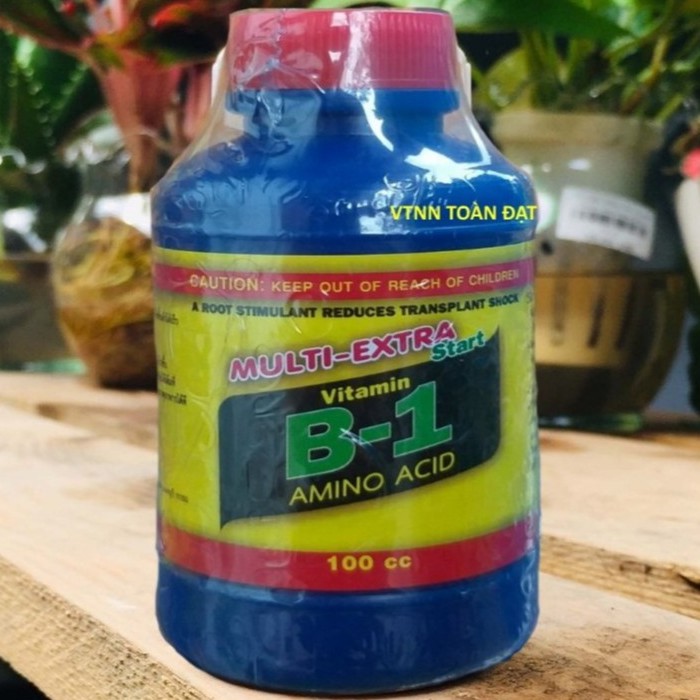 VTNN TOÀN ĐẠT
CAUTION: KEEP OUT OF REACH OF CHILDREN
A ROOT STIMULANT REDUCES TRANSPLANT SHOCK
MULTI-EXTRA
Start
Vitamin
B-1
AMINO ACID
100 cc